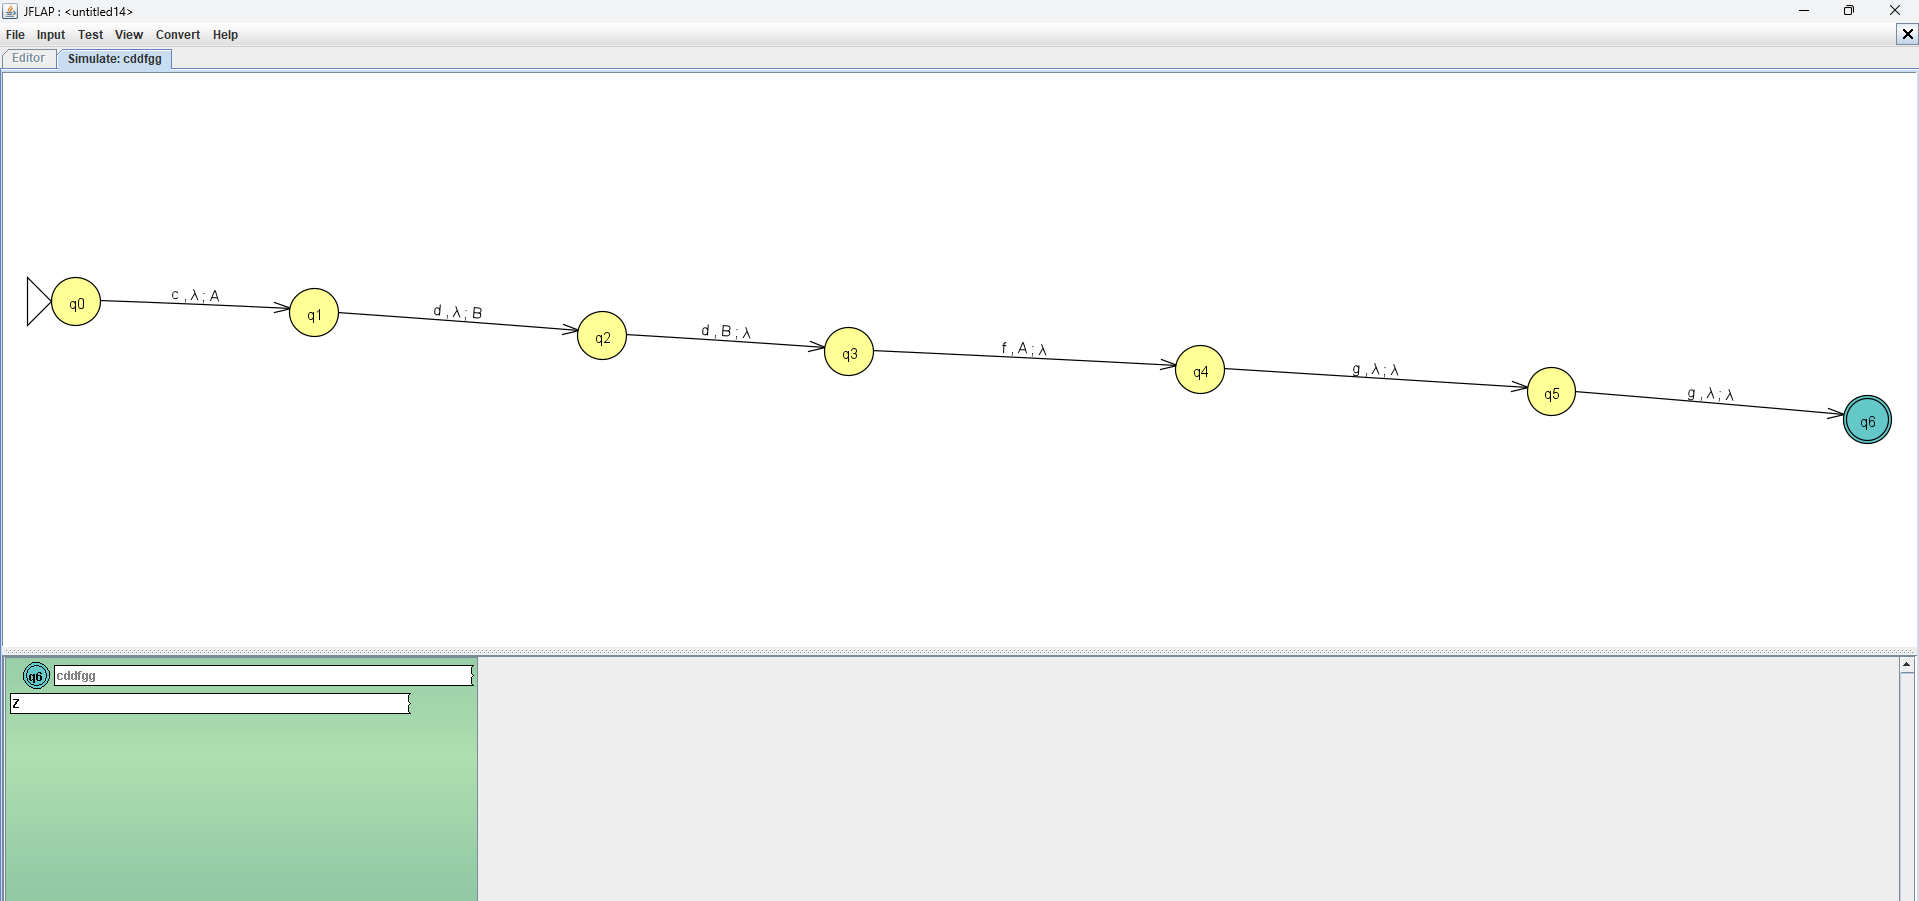 JFLAP : <untitled14>
File Input Test View Convert Help
Editor Simulate: cddfgg
q0
c , λ ; A
q1
d , λ ; B
q2
d , B ; λ
q3
f , A ; λ
q4
g , λ ; λ
q5
g , λ ; λ
q6
q6 cddfgg
Z